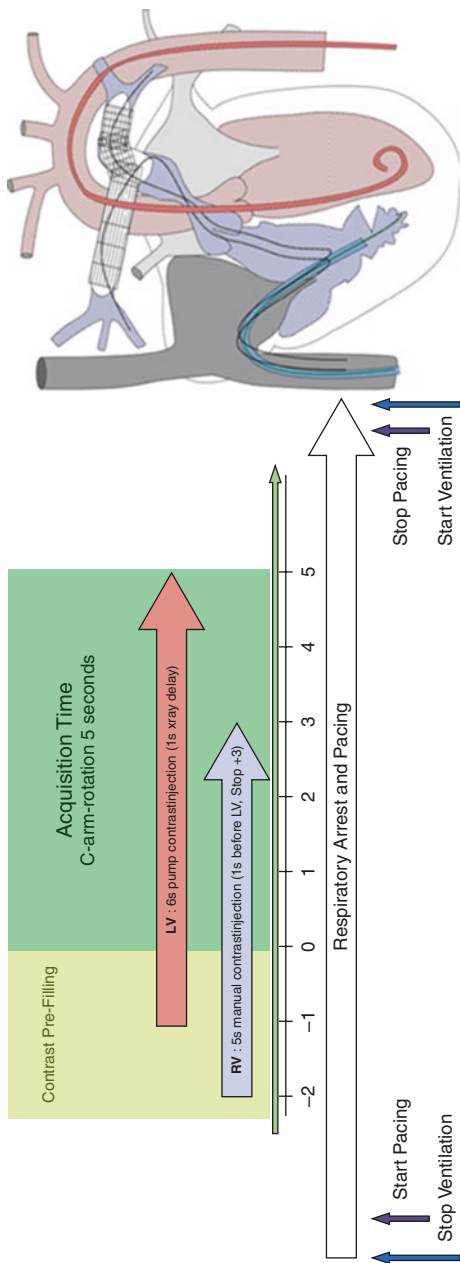 Contrast Pre-Filling
Acquisition Time
C-arm-rotation 5 seconds
LV : 6s pump contrastinjection (1s xray delay)
RV : 5s manual contrastinjection (1s before LV, Stop +3)
–2 –1 0 1 2 3 4 5
Respiratory Arrest and Pacing
Start Pacing
Stop Ventilation
Stop Pacing
Start Ventilation